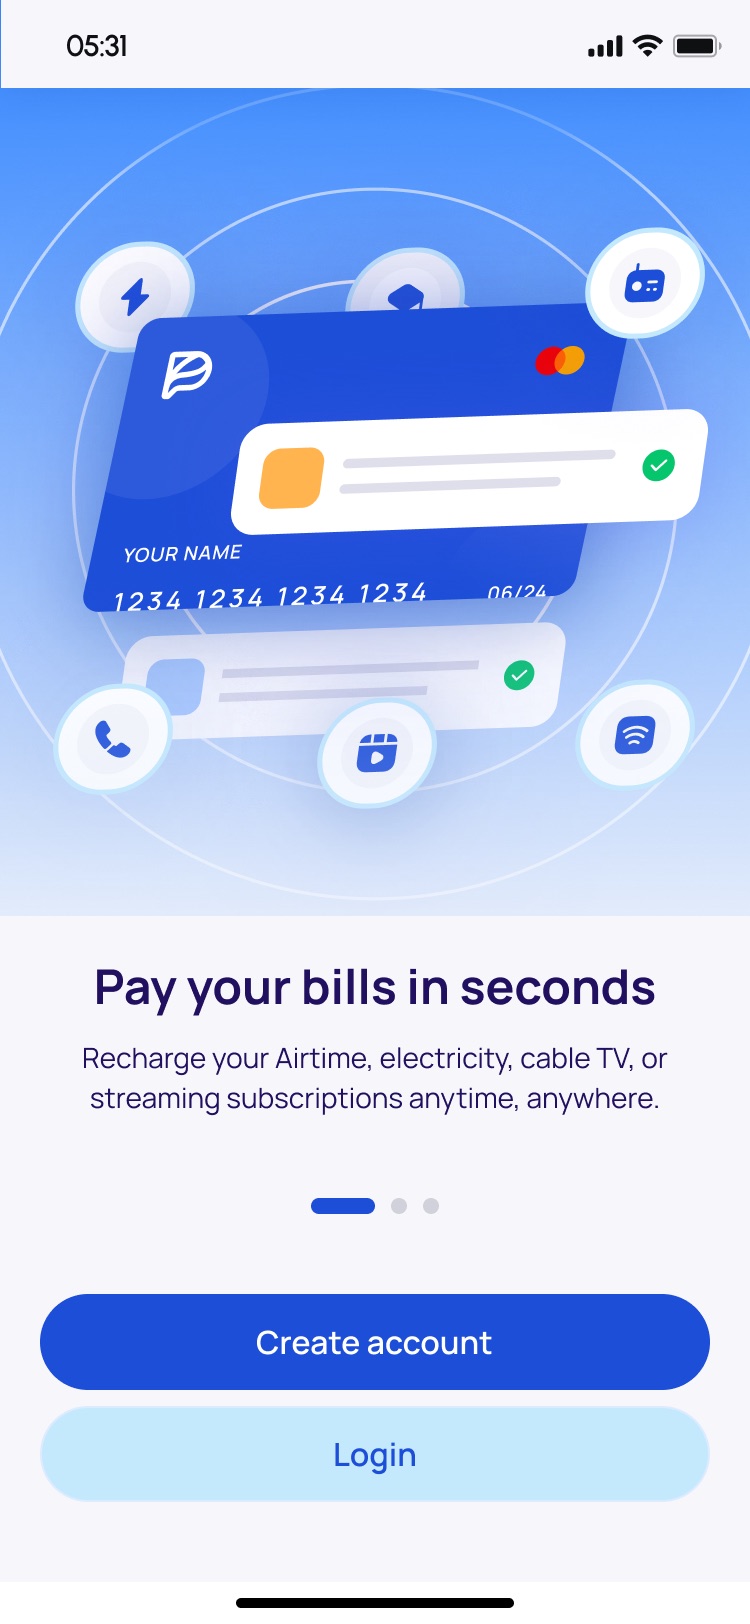 05:31
YOUR NAME
1234 1234 1234 1234 06/24
Pay your bills in seconds
Recharge your Airtime, electricity, cable TV, or
streaming subscriptions anytime, anywhere.
Create account
Login